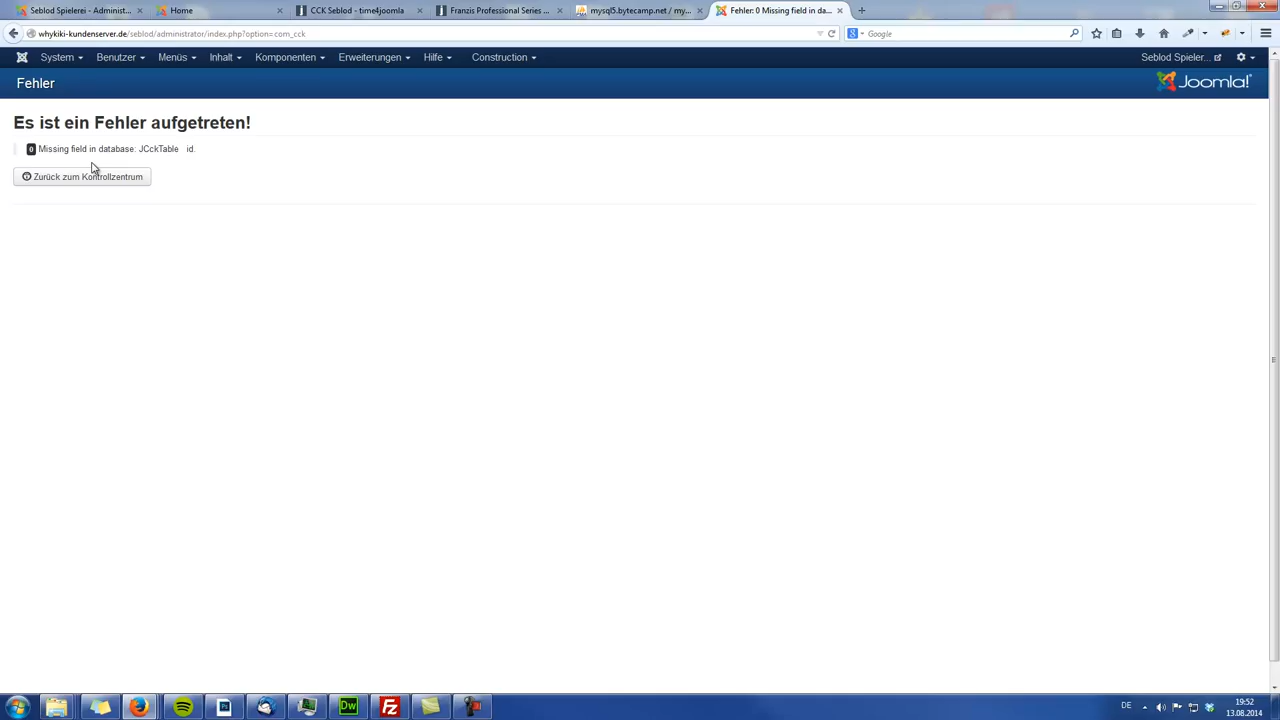 Seblod Spielerei - Administ...
Home
CCK Seblod - time4joomla
Franzis Professional Series ...
mysql5.bytecamp.net / my...
Fehler: 0 Missing field in da...
whykiki-kundenserver.de/seblod/administrator/index.php?option=com_cck
Google
System
Benutzer
Menüs
Inhalt
Komponenten
Erweiterungen
Hilfe
Construction
Seblod Spieler...
Fehler
Joomla!
Es ist ein Fehler aufgetreten!
0 Missing field in database: JCckTable   id.
Zurück zum Kontrollzentrum
Dw
Fz
DE
19:52
13.08.2014